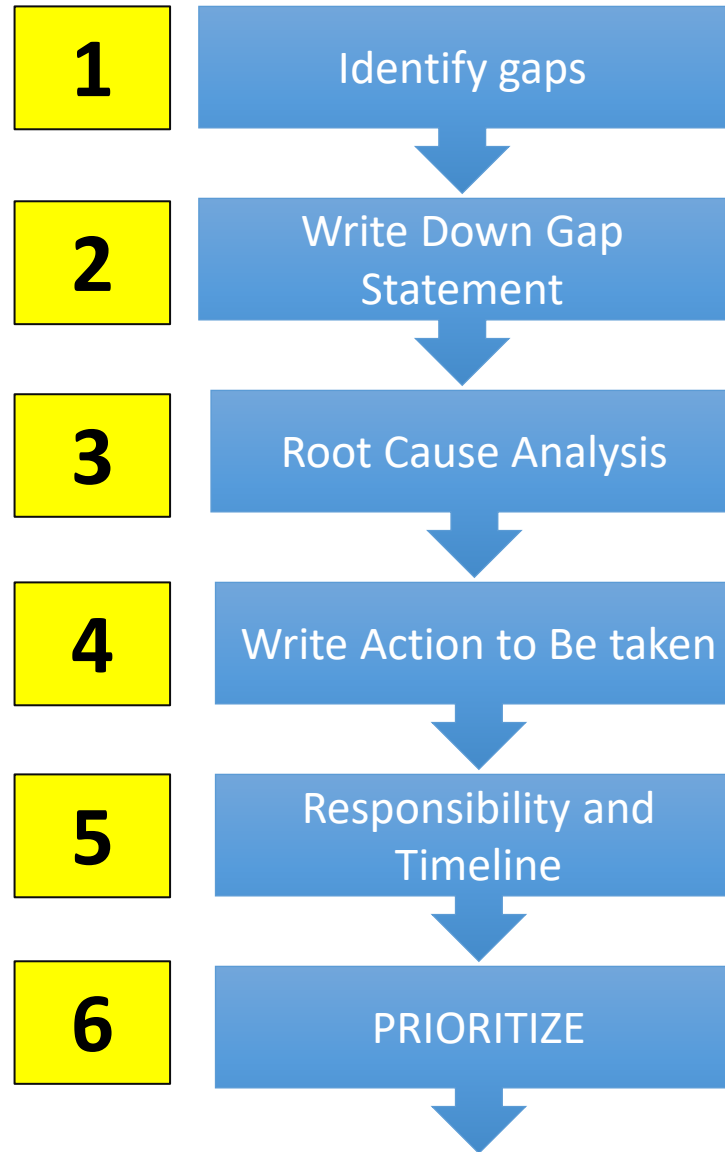 1
Identify gaps
2
Write Down Gap
Statement
3
Root Cause Analysis
4
Write Action to Be taken
5
Responsibility and
Timeline
6
PRIORITIZE